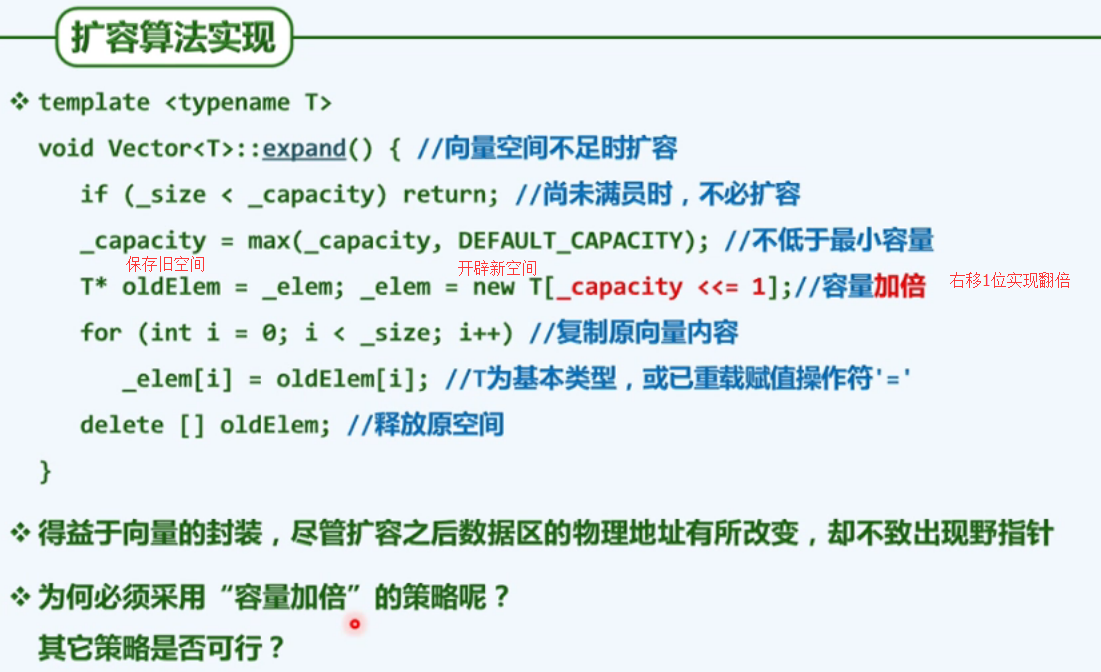 扩容算法实现
template <typename T>
void Vector<T>::expand() { //向量空间不足时扩容
if (_size < _capacity) return; //尚未满员时，不必扩容
_capacity = max(_capacity, DEFAULT_CAPACITY); //不低于最小容量
保存旧空间 开辟新空间
T* oldElem = _elem; _elem = new T[_capacity <<= 1];//容量加倍 右移1位实现翻倍
for (int i = 0; i < _size; i++) //复制原向量内容
_elem[i] = oldElem[i]; //T为基本类型，或已重载赋值操作符'='
delete [] oldElem; //释放原空间
}
得益于向量的封装，尽管扩容之后数据区的物理地址有所改变，却不致出现野指针
为何必须采用“容量加倍”的策略呢？
其它策略是否可行？